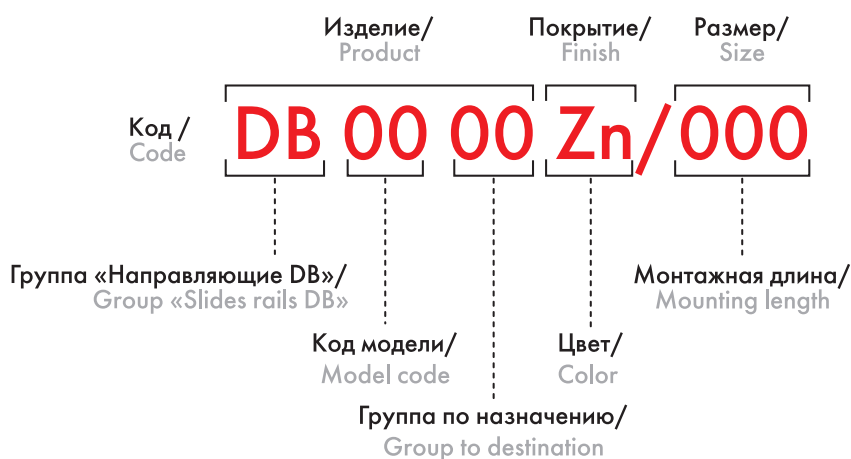 Изделие/
Product
Покрытие/
Finish
Размер/
Size
Код /
Code
DB 00 00 Zn/000
Группа «Направляющие DB»/
Group «Slides rails DB»
Монтажная длина/
Mounting length
Код модели/
Model code
Цвет/
Color
Группа по назначению/
Group to destination